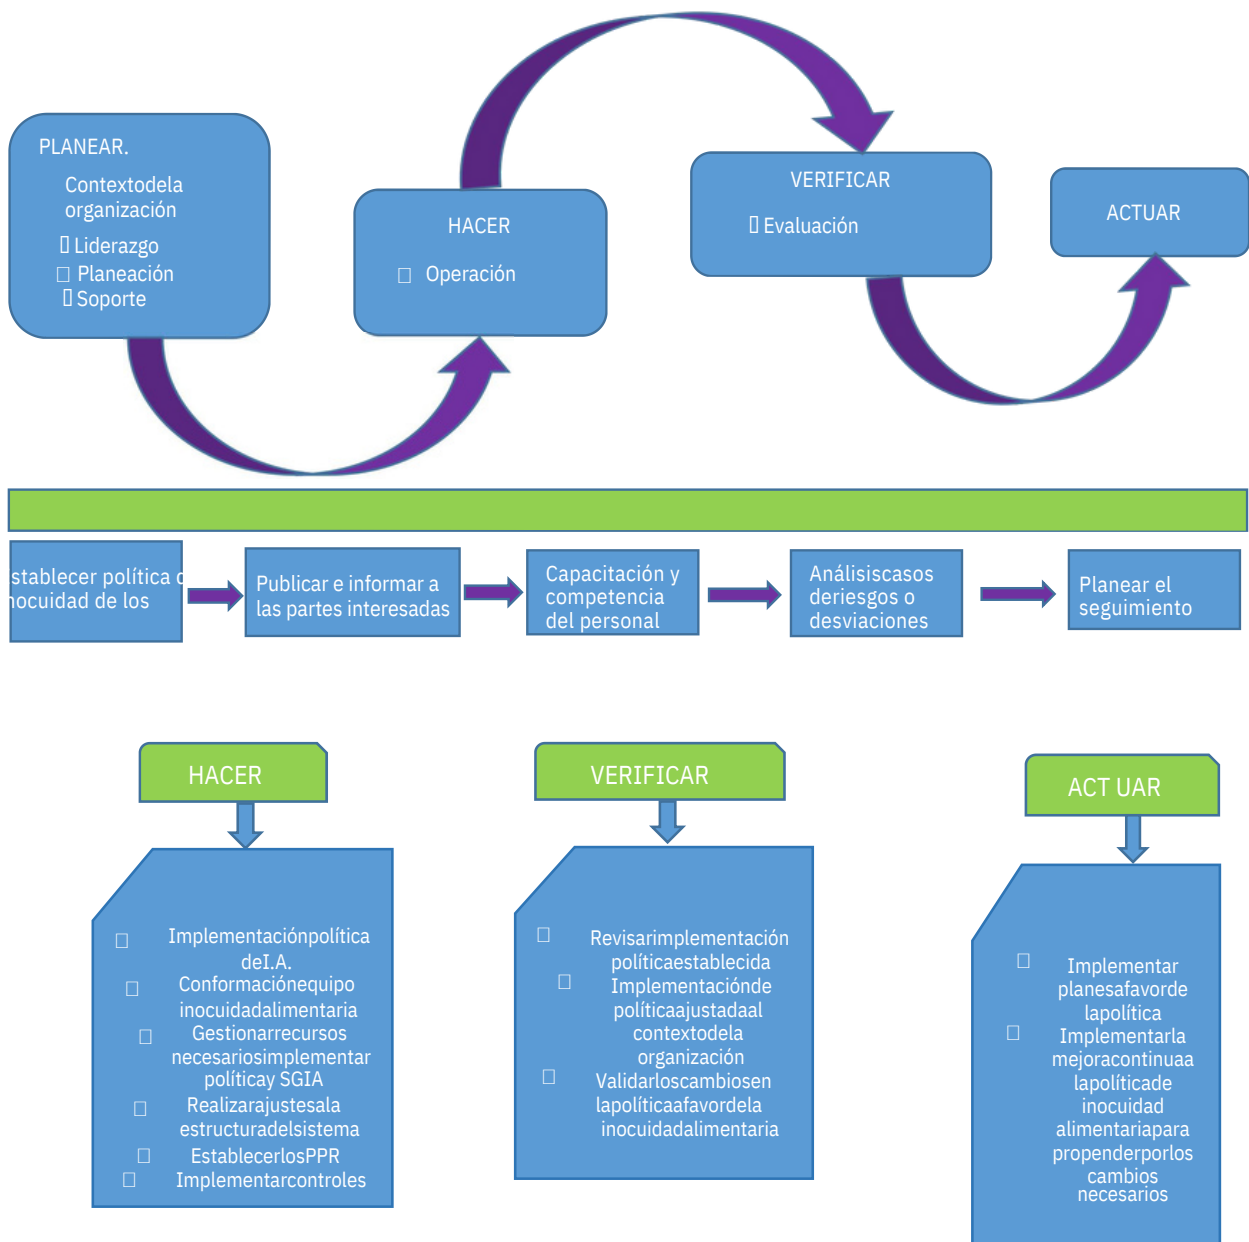 PLANEAR.
Contextodela
organización
Liderazgo
Planeación
Soporte
HACER
Operación
VERIFICAR
Evaluación
ACTUAR
stablecer política
nocuidad de los
Publicar e informar a
las partes interesadas
Capacitación y
competencia
del personal
Análisiscasos
deriesgos o
desviaciones
Planear el
seguimiento
HACER
Implementaciónpolítica
deI.A.
Conformaciónequipo
inocuidadalimentaria
Gestionarrecursos
necesariosimplementar
políticay SGIA
Realizarajustesala
estructuradelsistema
EstablecerlosPPR
Implementarcontroles
VERIFICAR
Revisarimplementación
políticaestablecida
Implementaciónde
políticaajustadaal
contextodela
organización
Validarloscambiosen
lapolíticaafavordela
inocuidadalimentaria
ACT UAR
Implementar
planesafavorde
lapolítica
Implementarla
mejoracontinuaa
lapolíticade
inocuidad
alimentariapara
propenderporlos
cambios
necesarios